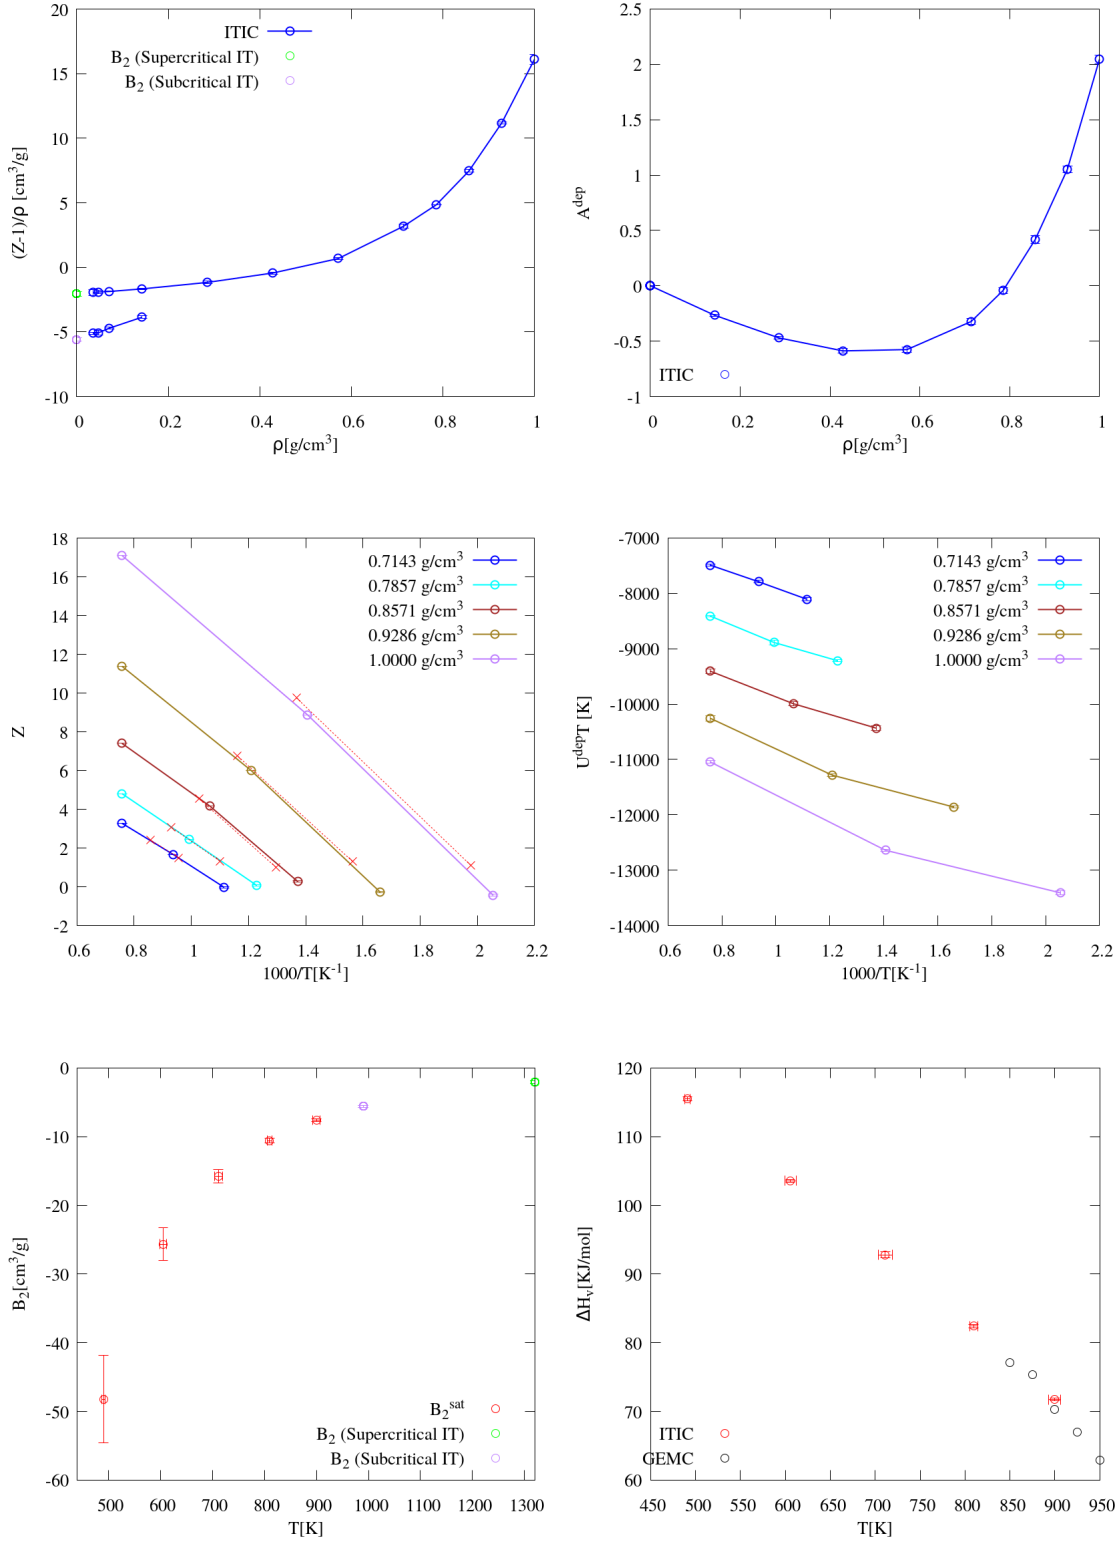 20
15
10
5
0
-5
-10
(Z-1)/ρ [cm³/g]
ITIC
B₂ (Supercritical IT)
B₂ (Subcritical IT)
0 0.2 0.4 0.6 0.8 1
ρ[g/cm³]
2.5
2
1.5
1
0.5
0
-0.5
-1
A^dep
ITIC
0 0.2 0.4 0.6 0.8 1
ρ[g/cm³]
18
16
14
12
10
8
6
4
2
0
-2
Z
0.7143 g/cm³
0.7857 g/cm³
0.8571 g/cm³
0.9286 g/cm³
1.0000 g/cm³
0.6 0.8 1 1.2 1.4 1.6 1.8 2 2.2
1000/T[K⁻¹]
-7000
-8000
-9000
-10000
-11000
-12000
-13000
-14000
U^depT [K]
0.7143 g/cm³
0.7857 g/cm³
0.8571 g/cm³
0.9286 g/cm³
1.0000 g/cm³
0.6 0.8 1 1.2 1.4 1.6 1.8 2 2.2
1000/T[K⁻¹]
0
-10
-20
-30
-40
-50
-60
B₂[cm³/g]
B₂^sat
B₂ (Supercritical IT)
B₂ (Subcritical IT)
500 600 700 800 900 1000 1100 1200 1300
T[K]
120
110
100
90
80
70
60
ΔHᵥ[KJ/mol]
ITIC
GEMC
450 500 550 600 650 700 750 800 850 900 950
T[K]